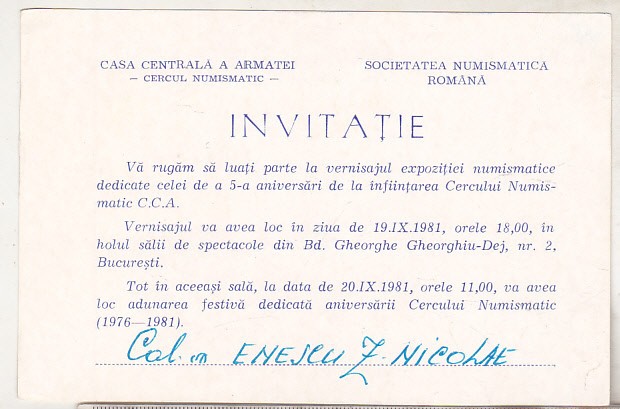 CASA CENTRALĂ A ARMATEI
— CERCUL NUMISMATIC —
SOCIETATEA NUMISMATICA
ROMÂNĂ
INVITAȚIE
Vă rugăm să luați parte la vernisajul expoziției numismatice
dedicate celei de a 5-a aniversări de la înființarea Cercului Numis-
matic C.C.A.
Vernisajul va avea loc în ziua de 19.IX.1981, orele 18,00, în
holul sălii de spectacole din Bd. Gheorghe Gheorghiu-Dej, nr. 2,
București.
Tot în aceeași sală, la data de 20.IX.1981, orele 11,00, va avea
loc adunarea festivă dedicată aniversării Cercului Numismatic
(1976—1981).
Col. ENESCU Z. NICOLAE